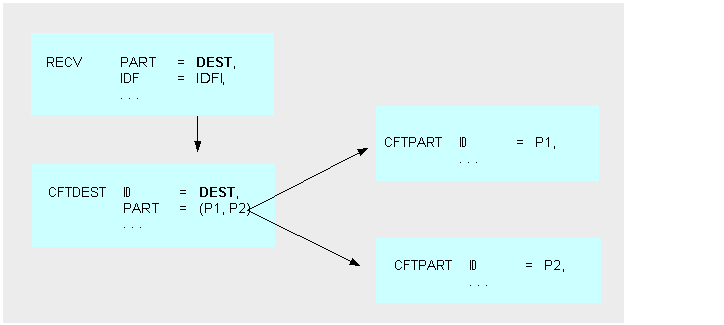 RECV PART = DEST,
IDF = IDFI,
. . .
CFTDEST ID = DEST,
PART = (P1, P2)
. . .
CFTPART ID = P1,
. . .
CFTPART ID = P2,
. . .